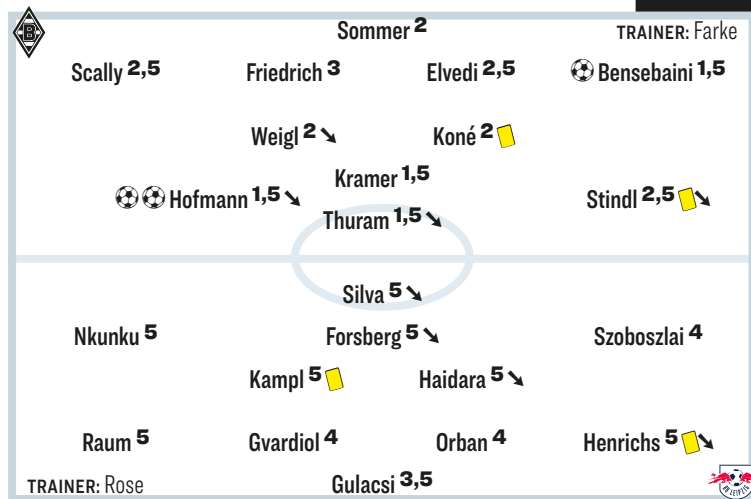 B
Sommer 2
TRAINER: Farke
Scally 2,5 Friedrich 3 Elvedi 2,5 Bensebaini 1,5
Weigl 2 Koné 2
Kramer 1,5
Hofmann 1,5 Stindl 2,5
Thuram 1,5
Silva 5
Nkunku 5 Forsberg 5 Szoboszlai 4
Kampl 5 Haidara 5
Raum 5 Gvardiol 4 Orban 4 Henrichs 5
TRAINER: Rose Gulacsi 3,5
RB LEIPZIG